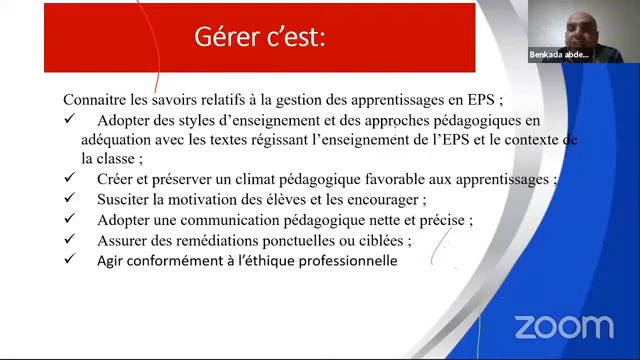 Gérer c'est:
Benkada abde...
Connaitre les savoirs relatifs à la gestion des apprentissages en EPS ;
✓ Adopter des styles d'enseignement et des approches pédagogiques en
adéquation avec les textes régissant l'enseignement de l'EPS et le contexte de
la classe ;
✓ Créer et préserver un climat pédagogique favorable aux apprentissages ;
✓ Susciter la motivation des élèves et les encourager ;
✓ Adopter une communication pédagogique nette et précise ;
✓ Assurer des remédiations ponctuelles ou ciblées ;
✓ Agir conformément à l'éthique professionnelle
zoom